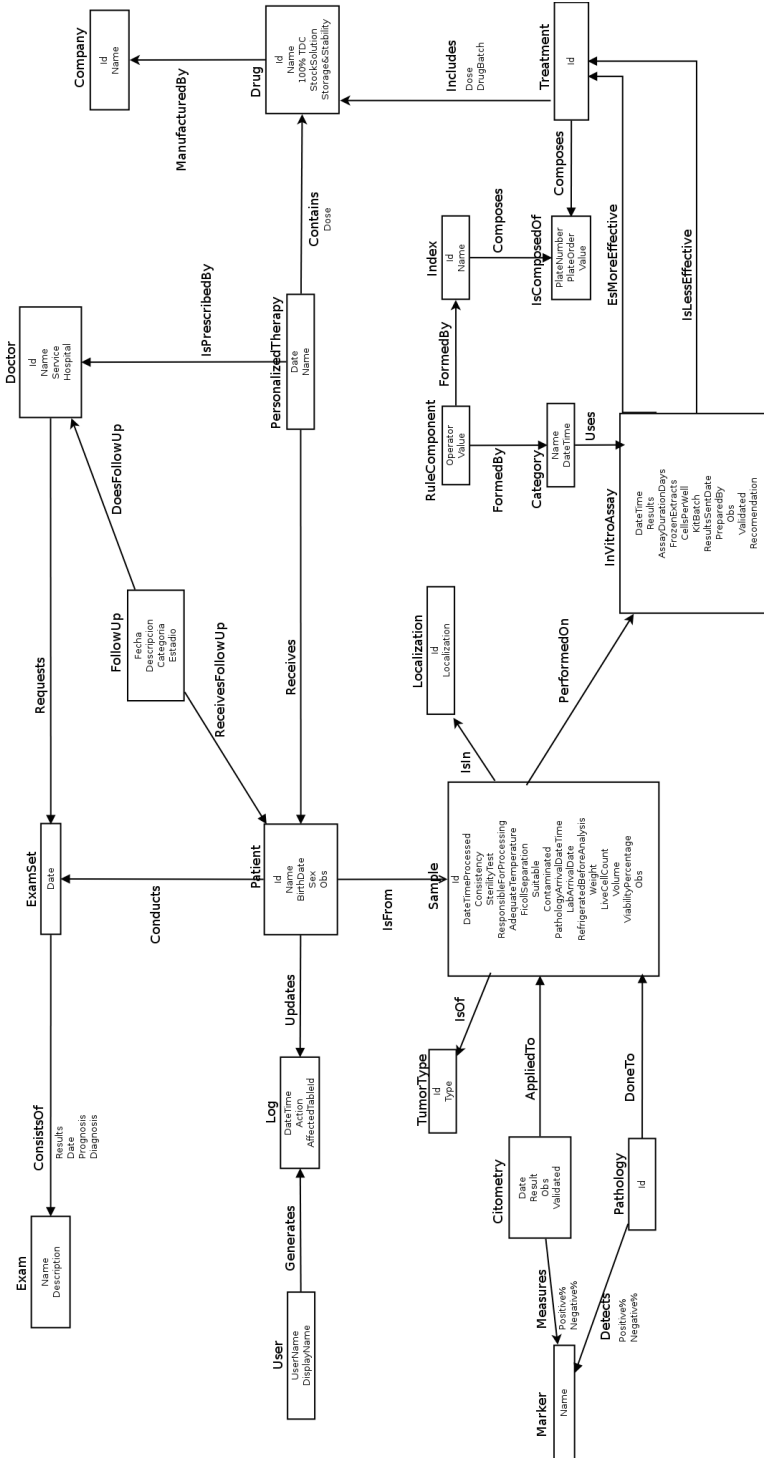 Exam
Name
Description
ConsistsOf
Results
Date
Prognosis
Diagnosis
ExamSet
Date
Requests
Doctor
Id
Name
Service
Hospital
Company
Id
Name
User
UserName
DisplayName
Generates
Log
DateTime
Action
AffectedTableId
Updates
Conducts
Patient
Id
Name
BirthDate
Sex
Obs
FollowUp
Fecha
Descripcion
Categoria
Estadio
ReceivesFollowUp
DoesFollowUp
Receives
IsPrescribedBy
PersonalizedTherapy
Date
Name
Contains
Dose
ManufacturedBy
Drug
Id
Name
100% TDC
StockSolution
Storage&Stability
IsFrom
TumorType
Id
Type
IsOf
Sample
Id
DateTimeProcessed
Consistency
SterilityTest
ResponsibleForProcessing
AdequateTemperature
FicollSeparation
Suitable
Contaminated
PathologyArrivalDateTime
LabArrivalDate
RefrigeratedBeforeAnalysis
Weight
LiveCellCount
Volume
ViabilityPercentage
Obs
IsIn
Localization
Id
Localization
RuleComponent
Operator
Value
FormedBy
Index
Id
Name
Composes
Includes
Dose
DrugBatch
Marker
Name
Measures
Positive%
Negative%
Citometry
Date
Result
Obs
Validated
AppliedTo
PerformedOn
FormedBy
Category
Name
DateTime
Uses
IsComposedOf
PlateNumber
PlateOrder
Value
Composes
Treatment
Id
Detects
Positive%
Negative%
Pathology
Id
DoneTo
InVitroAssay
DateTime
Results
AssayDurationDays
FrozenExtracts
CellsPerWell
KitBatch
ResultsSentDate
PreparedBy
Obs
Validated
Recomendation
EsMoreEffective
IsLessEffective